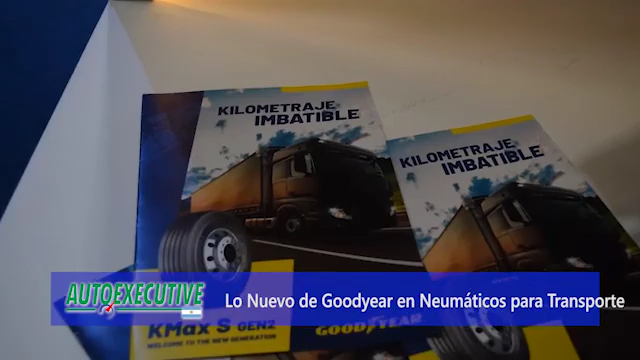 KILOMETRAJE
IMBATIBLE
KILOMETRAJE
IMBATIBLE
AUTOEXECUTIVE
Lo Nuevo de Goodyear en Neumáticos para Transporte
KMax S GEN2
WELCOME TO THE NEW GENERATION
GOODYEAR